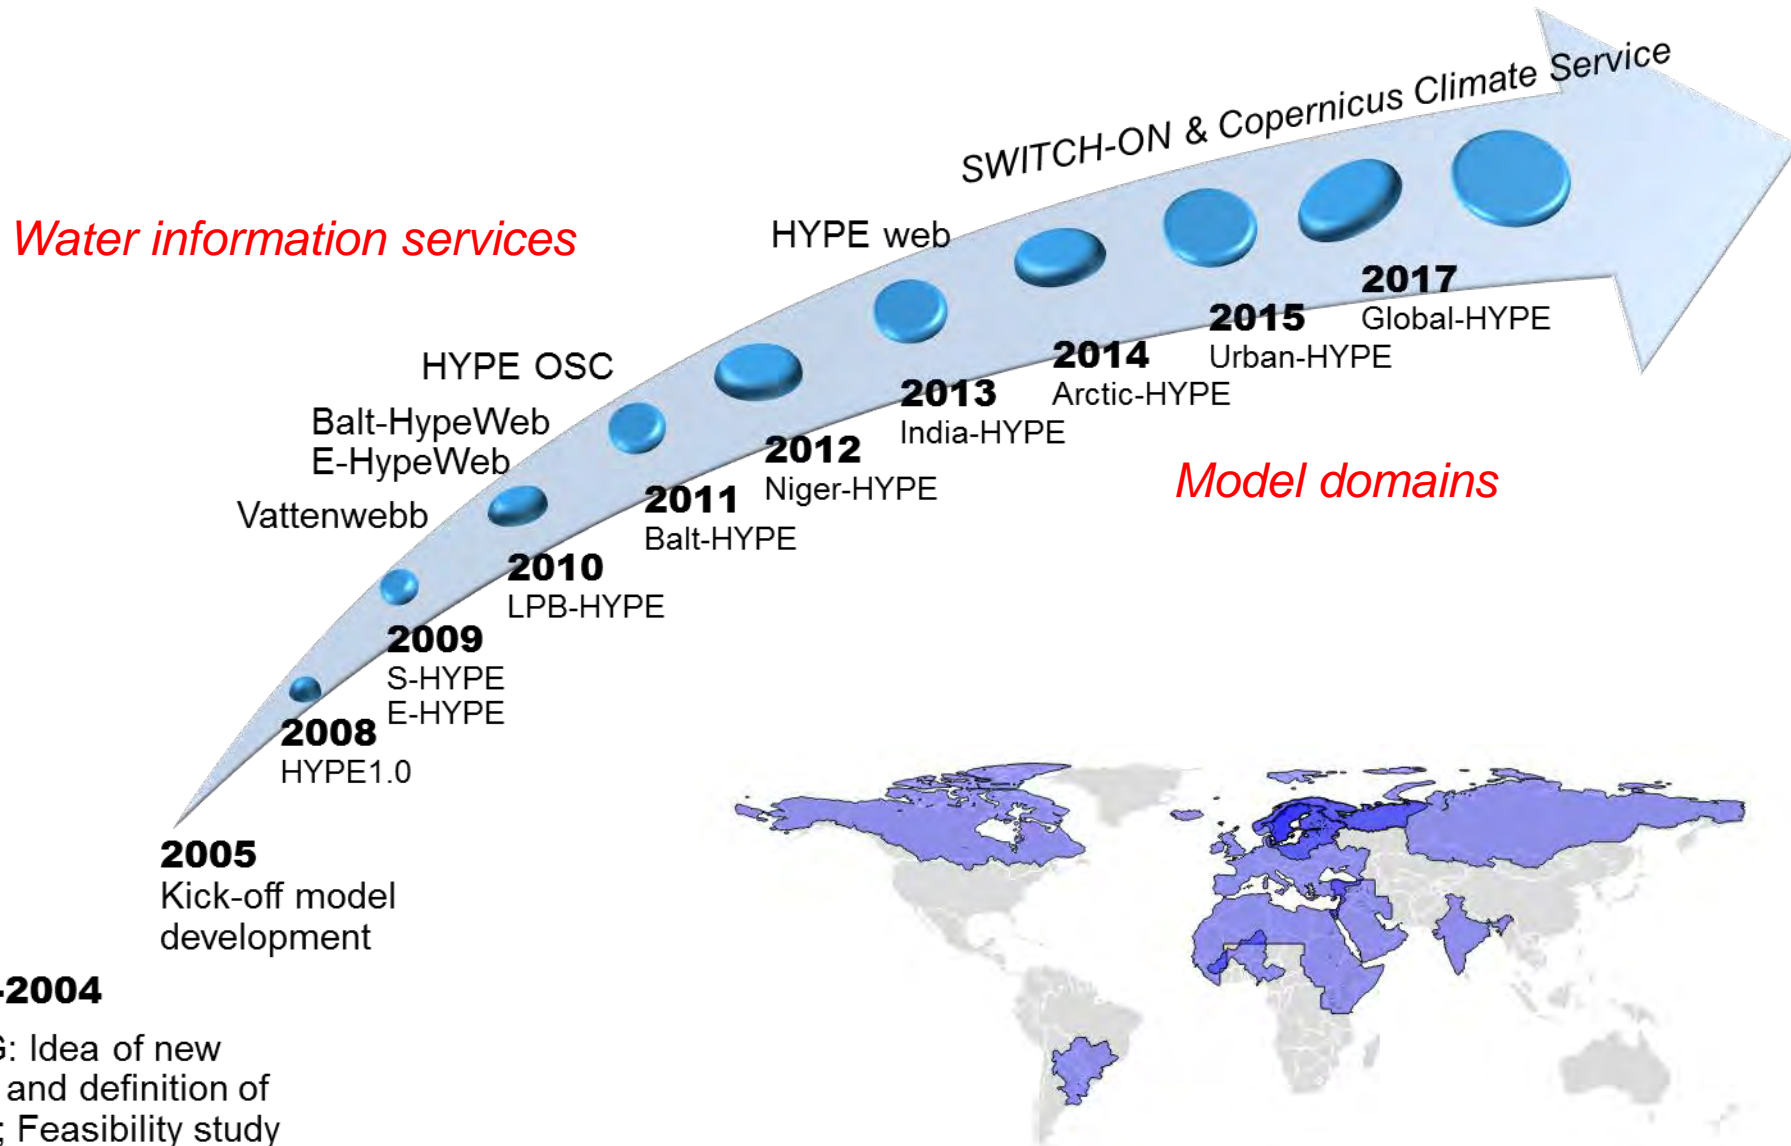 SWITCH-ON & Copernicus Climate Service
Water information services
HYPE web
HYPE OSC
Balt-HypeWeb
E-HypeWeb
Vattenwebb
2017
Global-HYPE
2015
Urban-HYPE
2014
Arctic-HYPE
2013
India-HYPE
2012
Niger-HYPE
Model domains
2011
Balt-HYPE
2010
LPB-HYPE
2009
S-HYPE
E-HYPE
2008
HYPE1.0
2005
Kick-off model
development
-2004
: Idea of new
and definition of
; Feasibility study